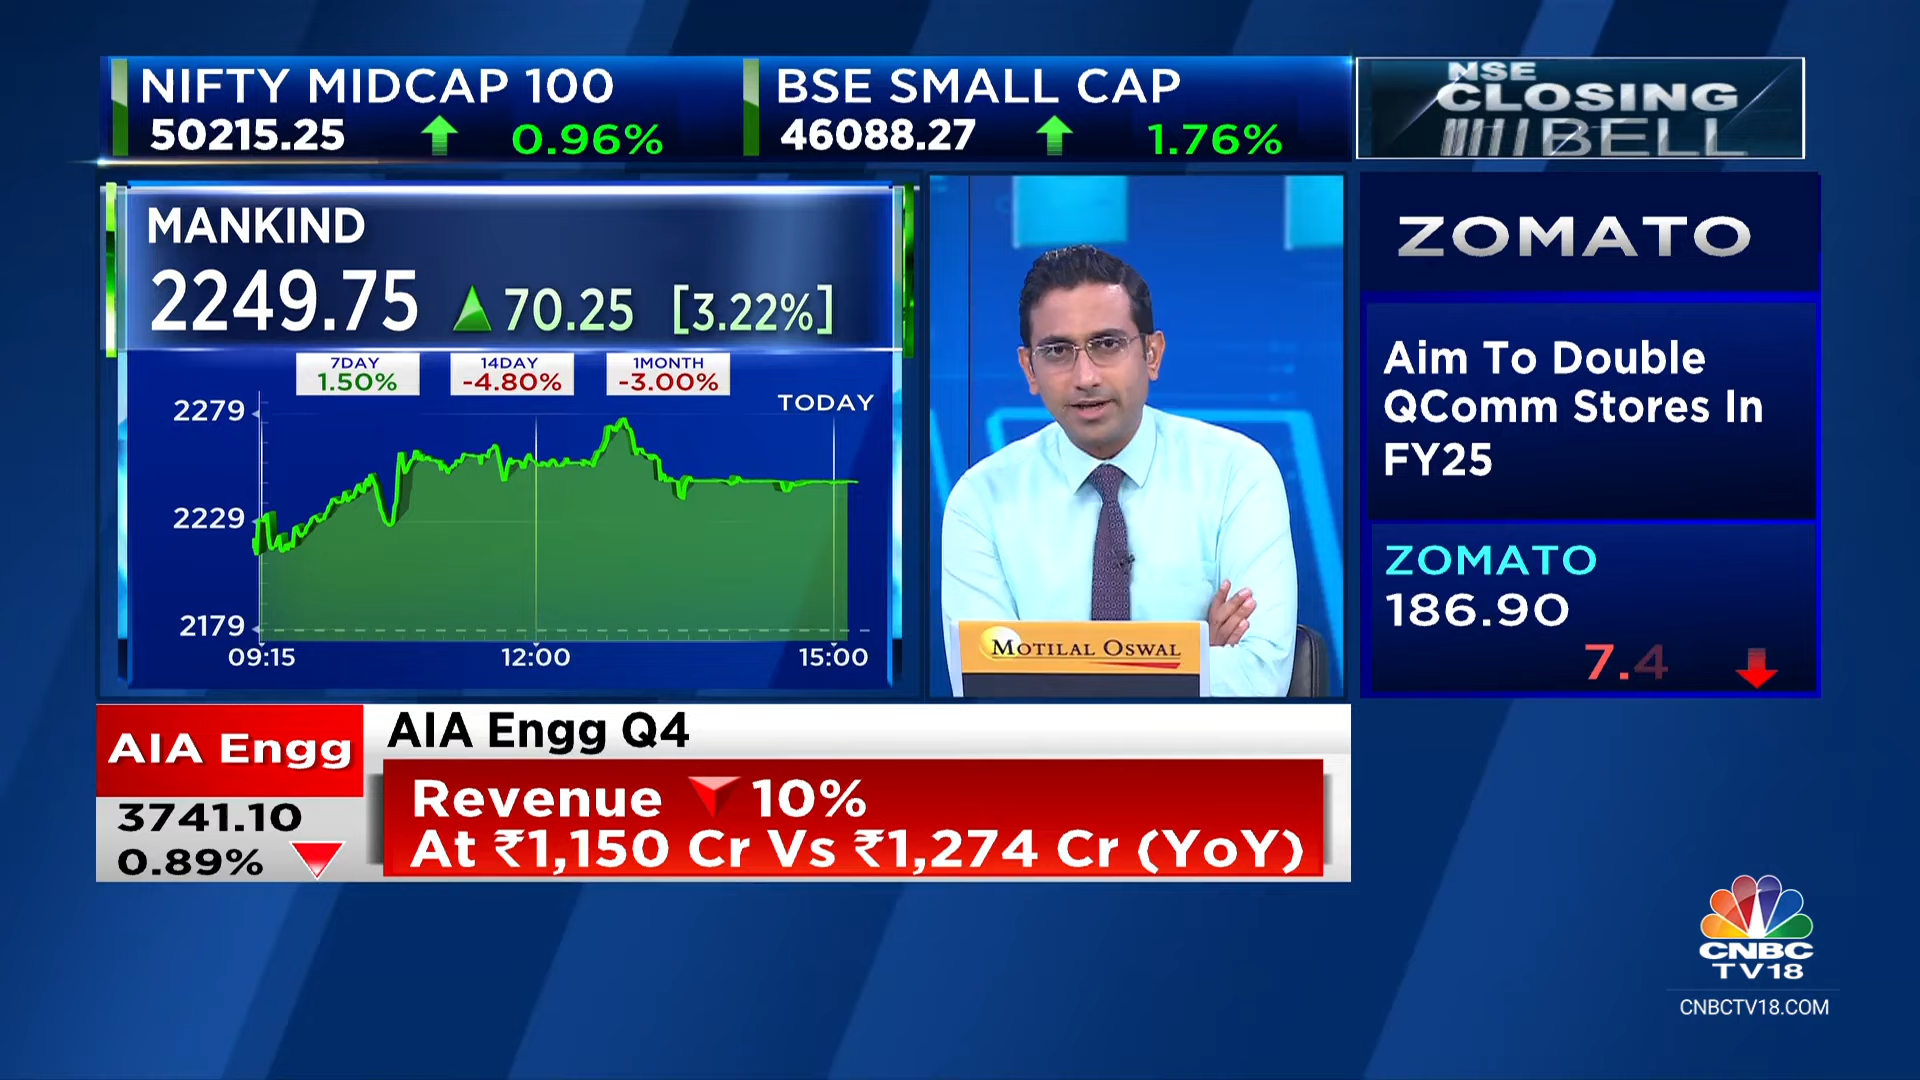 NIFTY MIDCAP 100
50215.25 0.96%
BSE SMALL CAP
46088.27 1.76%
NSE
CLOSING
BELL
MANKIND
2249.75 ▲70.25 [3.22%]
7DAY
1.50%
14DAY
-4.80%
1MONTH
-3.00%
TODAY
2279
2229
2179
09:15 12:00 15:00
MOTILAL OSWAL
ZOMATO
Aim To Double
QComm Stores In
FY25
ZOMATO
186.90
7.4
AIA Engg
3741.10
0.89%
AIA Engg Q4
Revenue ▼ 10%
At ₹1,150 Cr Vs ₹1,274 Cr (YoY)
CNBC
TV18
CNBCTV18.COM